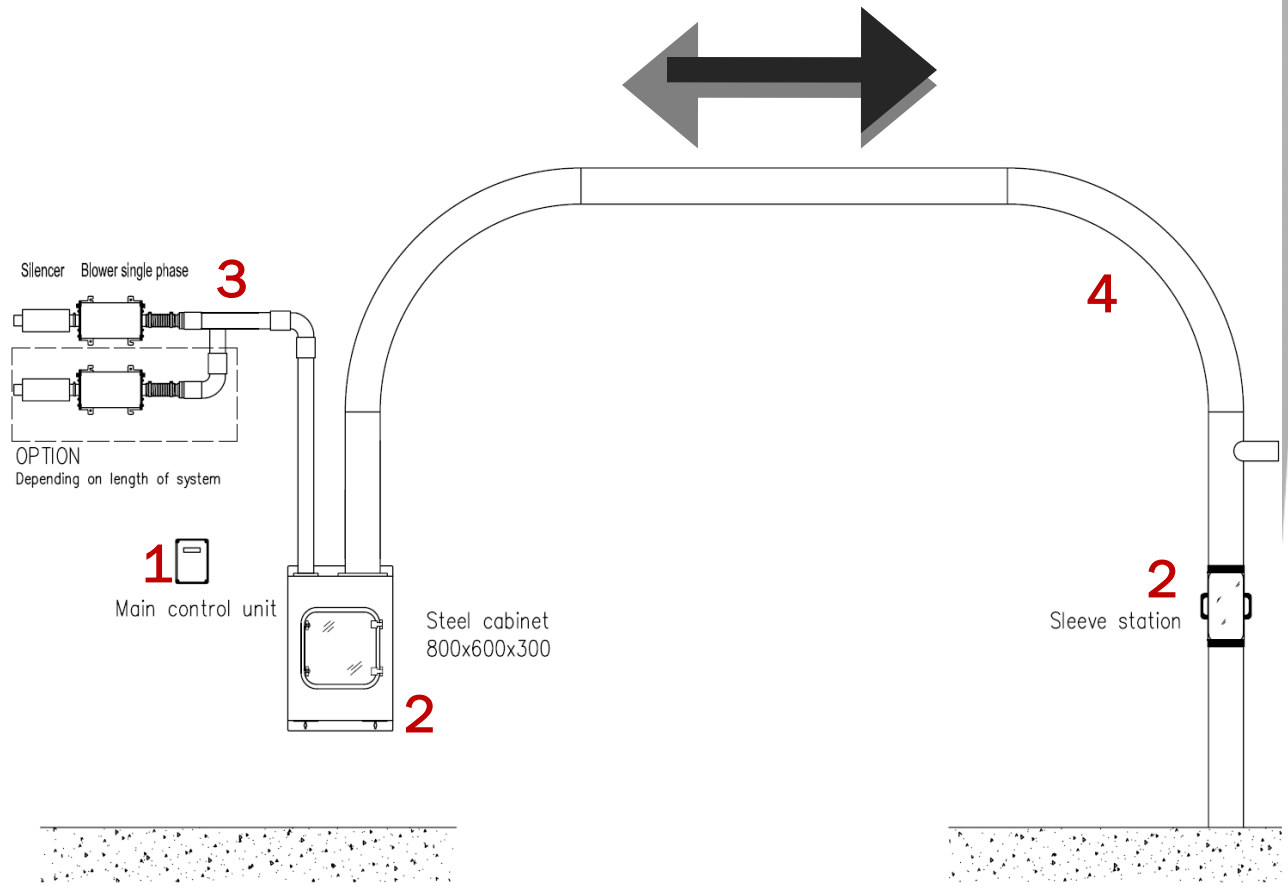 Silencer Blower single phase
3
4
OPTION
Depending on length of system
1
Main control unit
Steel cabinet
800x600x300
2
2
Sleeve station